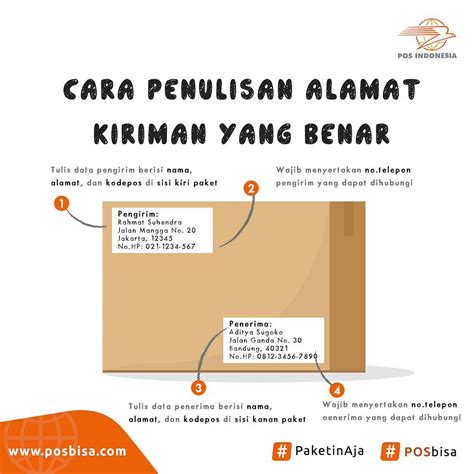 POS INDONESIA
CARA PENULISAN ALAMAT
KIRIMAN YANG BENAR
Tulis data pengirim berisi nama,
alamat, dan kodepos di sisi kiri paket
1
Wajib menyertakan no.telepon
pengirim yang dapat dihubungi
2
Pengirim:
Rahmat Suhendra
Jalan Mangga No. 20
Jakarta, 12345
No.HP: 021-1234-567
Penerima:
Aditya Sugoko
Jalan Ganda No. 30
Bandung, 40321
No.HP: 0812-3456-7890
3
Tulis data penerima berisi nama,
alamat, dan kodepos di sisi kanan paket
4
Wajib menyertakan no.telepon
oenerima yang dapat dihubungi
www.posbisa.com
# PaketinAja
# POSbisa